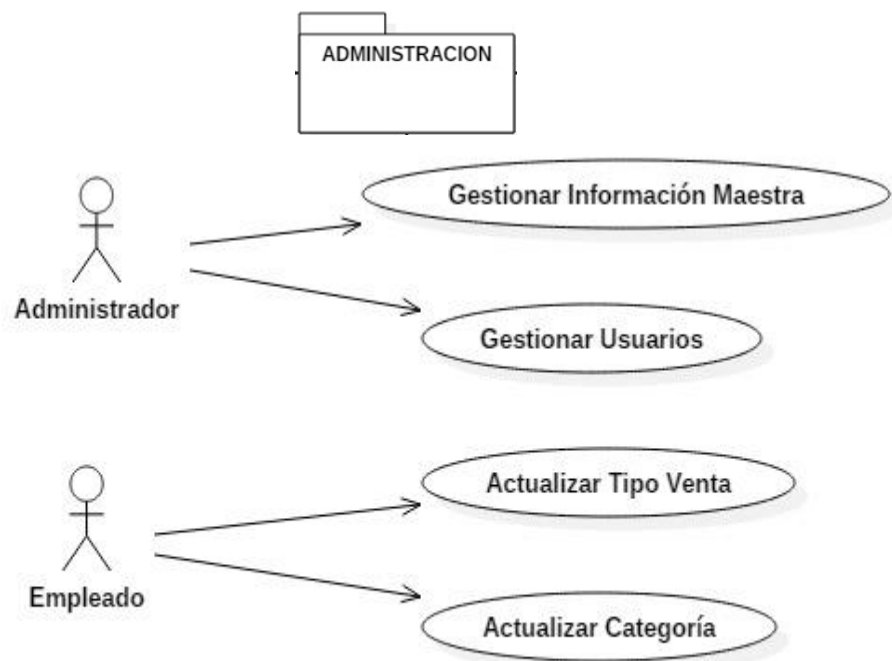 ADMINISTRACION
Gestionar Información Maestra
Administrador
Gestionar Usuarios
Actualizar Tipo Venta
Empleado
Actualizar Categoría